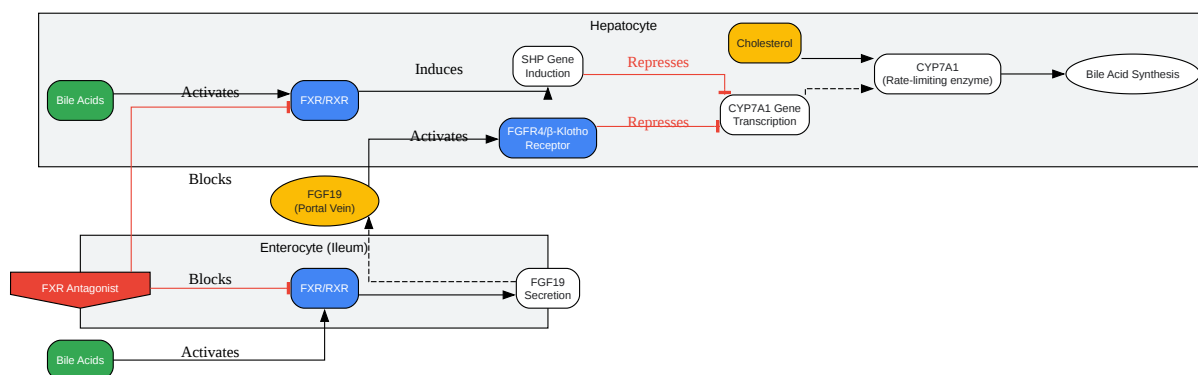 Hepatocyte
Cholesterol
SHP Gene
Induction
Induces
Represses
CYP7A1
(Rate-limiting enzyme)
Bile Acid Synthesis
Bile Acids
Activates
FXR/RXR
CYP7A1 Gene
Transcription
FGFR4/β-Klotho
Receptor
Activates
Represses
Blocks
FGF19
(Portal Vein)
Enterocyte (Ileum)
FXR Antagonist
Blocks
FXR/RXR
FGF19
Secretion
Bile Acids
Activates